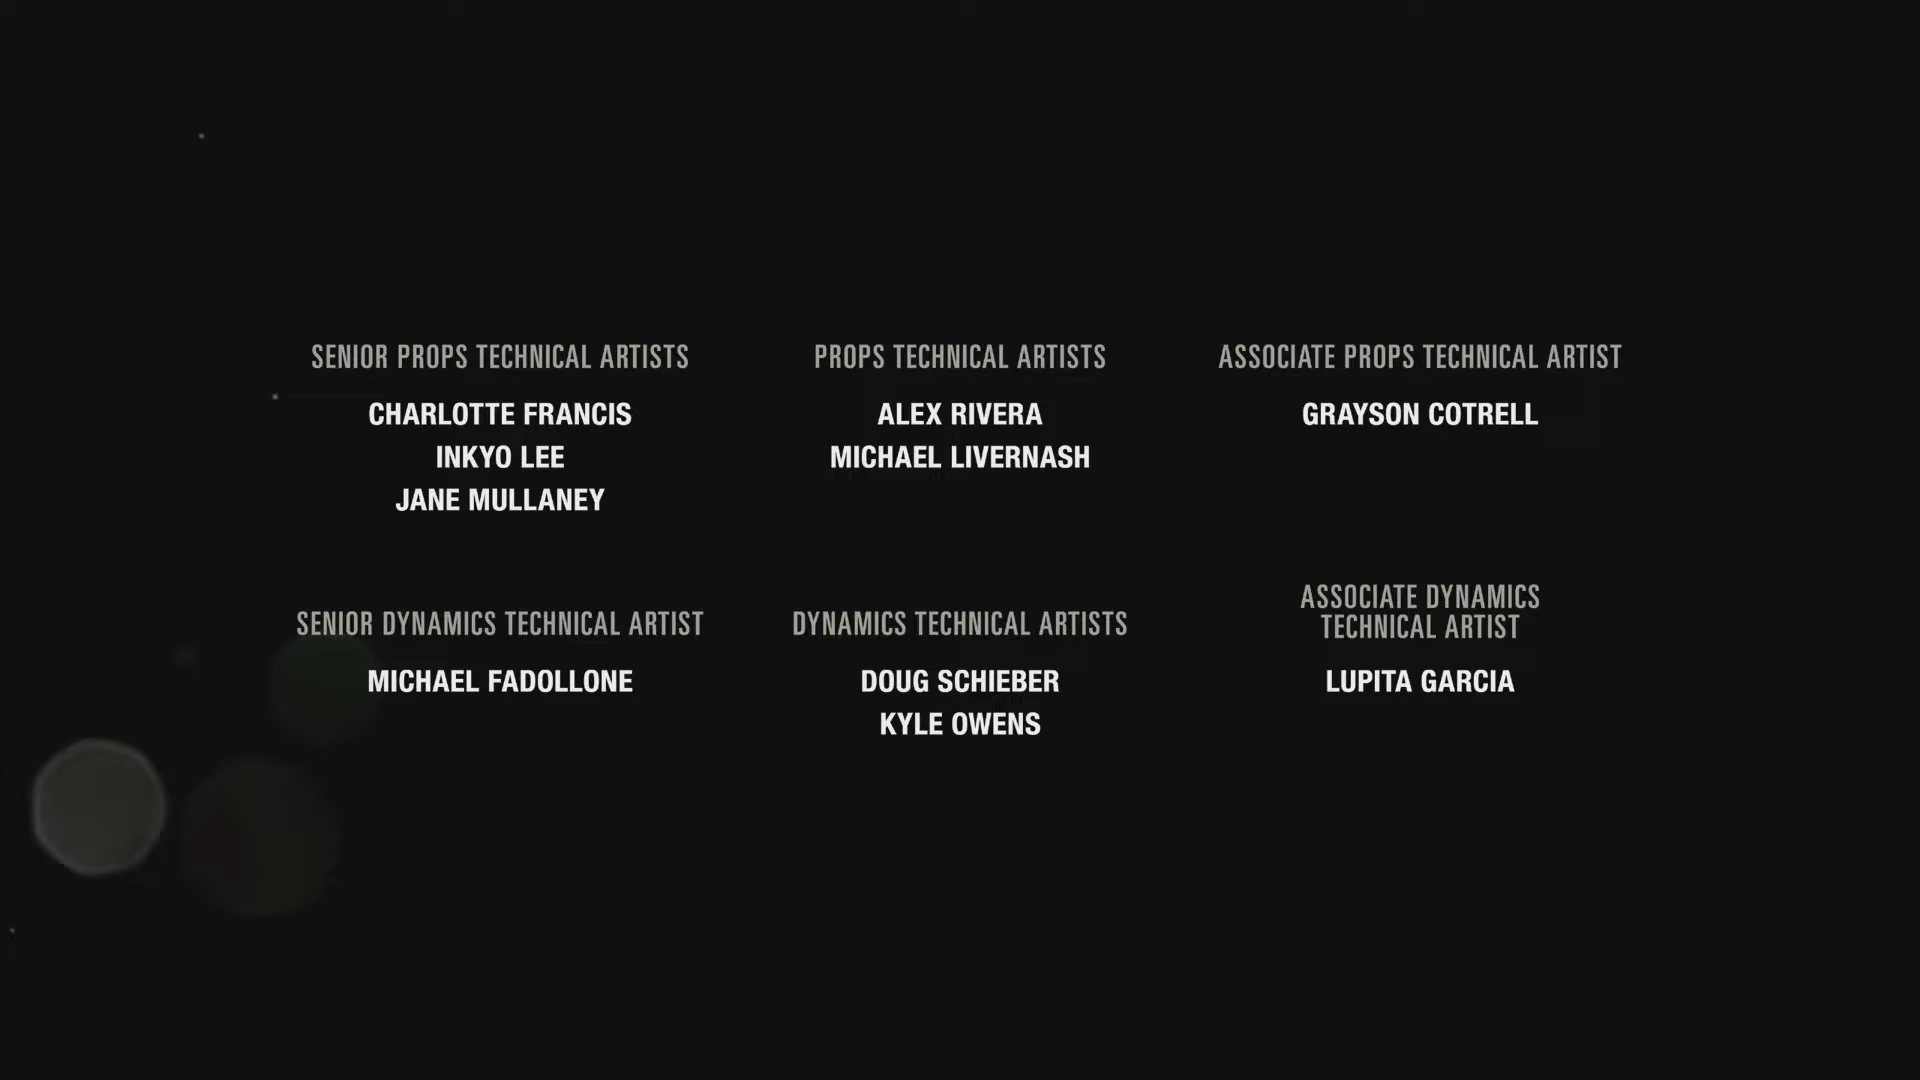 SENIOR PROPS TECHNICAL ARTISTS
CHARLOTTE FRANCIS
INKYO LEE
JANE MULLANEY
PROPS TECHNICAL ARTISTS
ALEX RIVERA
MICHAEL LIVERNASH
ASSOCIATE PROPS TECHNICAL ARTIST
GRAYSON COTRELL
SENIOR DYNAMICS TECHNICAL ARTIST
MICHAEL FADOLLONE
DYNAMICS TECHNICAL ARTISTS
DOUG SCHIEBER
KYLE OWENS
ASSOCIATE DYNAMICS
TECHNICAL ARTIST
LUPITA GARCIA